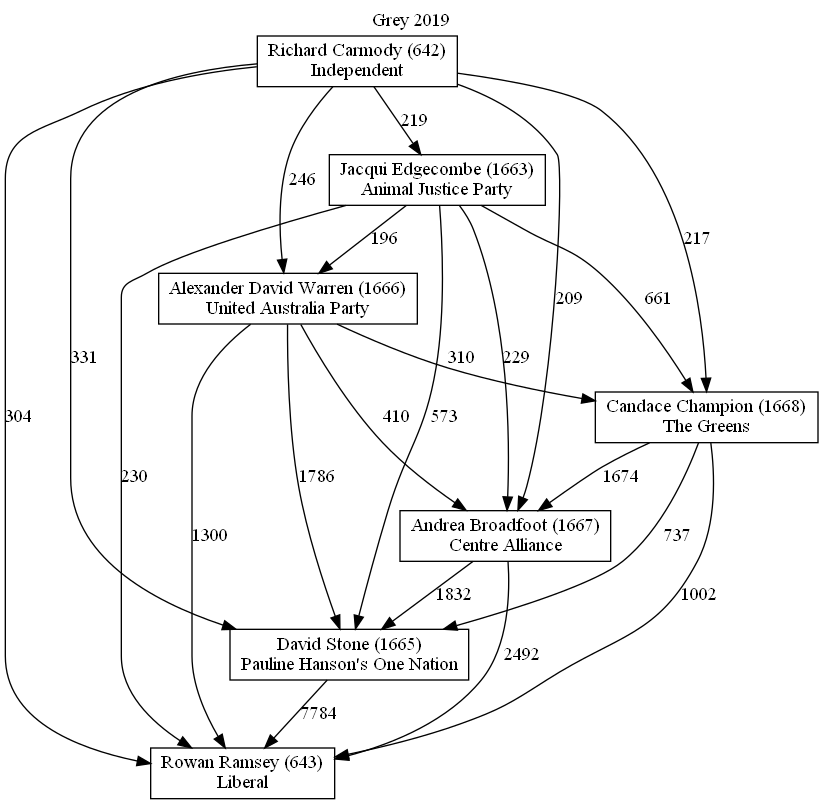 Grey 2019
Richard Carmody (642)
Independent
219
Jacqui Edgecombe (1663)
Animal Justice Party
246
196
217
Alexander David Warren (1666)
United Australia Party
209
661
331
310
229
304
410
573
Candace Champion (1668)
The Greens
230
1786
1674
1300
Andrea Broadfoot (1667)
Centre Alliance
737
1832
1002
David Stone (1665)
Pauline Hanson's One Nation
2492
7784
Rowan Ramsey (643)
Liberal